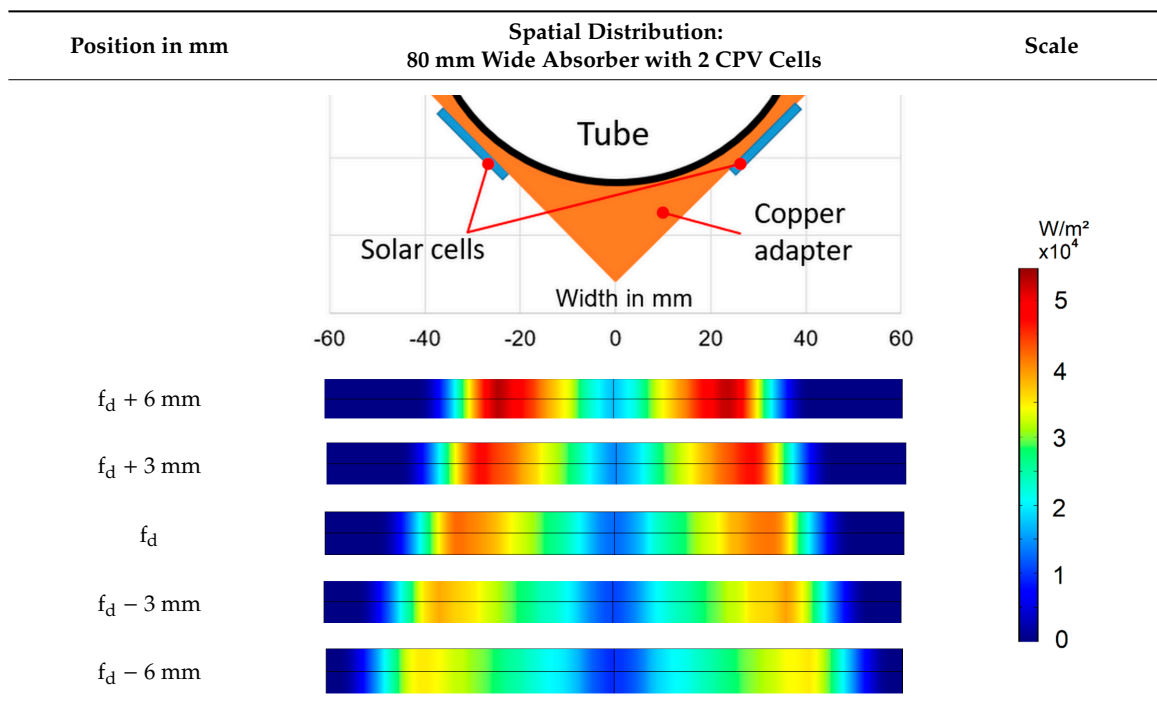 Position in mm
Spatial Distribution:
80 mm Wide Absorber with 2 CPV Cells
Scale
Tube
Solar cells
Copper
adapter
Width in mm
-60 -40 -20 0 20 40 60
W/m²
x10⁴
5
4
3
2
1
0
f_d + 6 mm
f_d + 3 mm
f_d
f_d − 3 mm
f_d − 6 mm